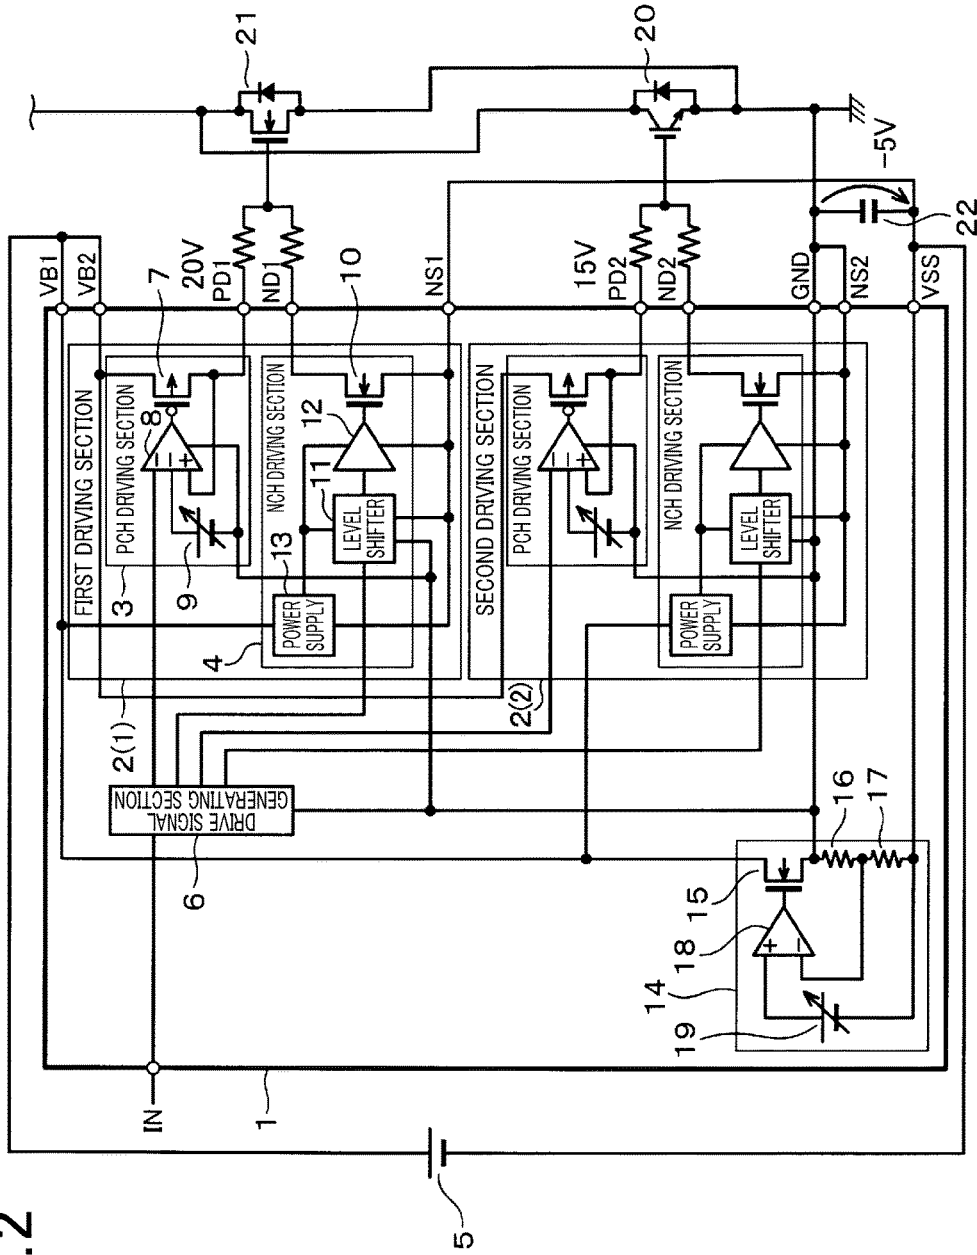 .2
21
20
VB1
VB2
20V
PD1
ND1
NS1
15V
PD2
ND2
GND
NS2
VSS
-5V
22
FIRST DRIVING SECTION
PCH DRIVING SECTION
3
7
8
9
NCH DRIVING SECTION
4
10
11
12
13
LEVEL
SHIFTER
POWER
SUPPLY
2(1)
SECOND DRIVING SECTION
PCH DRIVING SECTION
NCH DRIVING SECTION
LEVEL
SHIFTER
POWER
SUPPLY
2(2)
DRIVE SIGNAL
GENERATING SECTION
6
14
15
16
17
18
19
IN
1
5